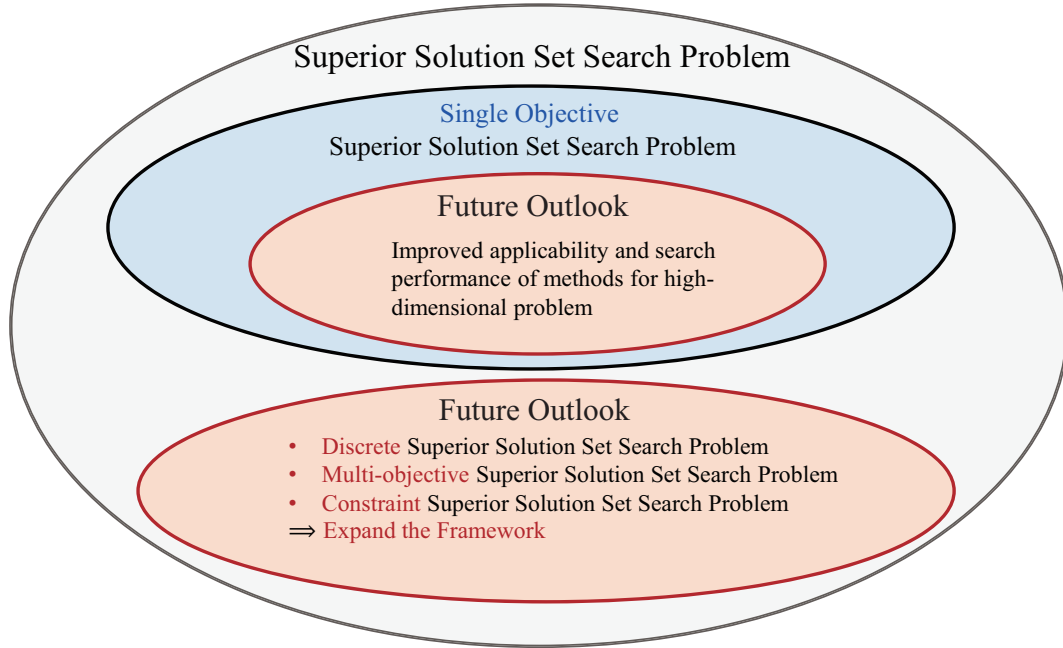 Superior Solution Set Search Problem
Single Objective
Superior Solution Set Search Problem
Future Outlook
Improved applicability and search
performance of methods for high-
dimensional problem
Future Outlook
• Discrete Superior Solution Set Search Problem
• Multi-objective Superior Solution Set Search Problem
• Constraint Superior Solution Set Search Problem
⟹ Expand the Framework